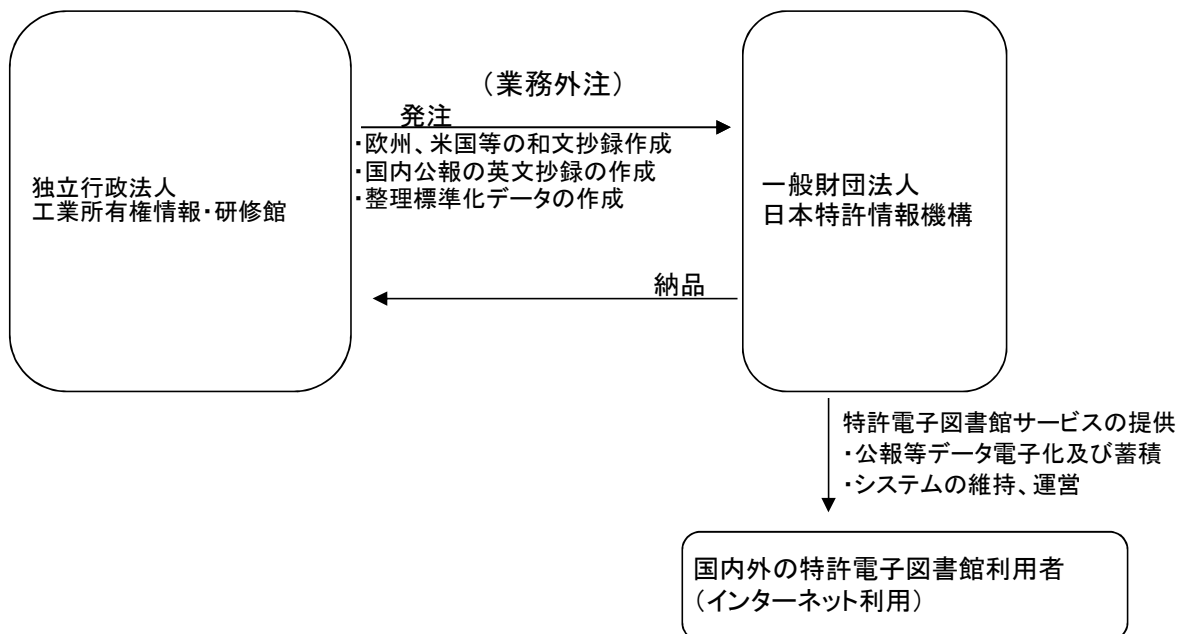 (業務外注)
発注
・欧州、米国等の和文抄録作成
・国内公報の英文抄録の作成
・整理標準化データの作成
独立行政法人
工業所有権情報・研修館
一般財団法人
日本特許情報機構
納品
特許電子図書館サービスの提供
・公報等データ電子化及び蓄積
・システムの維持、運営
国内外の特許電子図書館利用者
(インターネット利用)